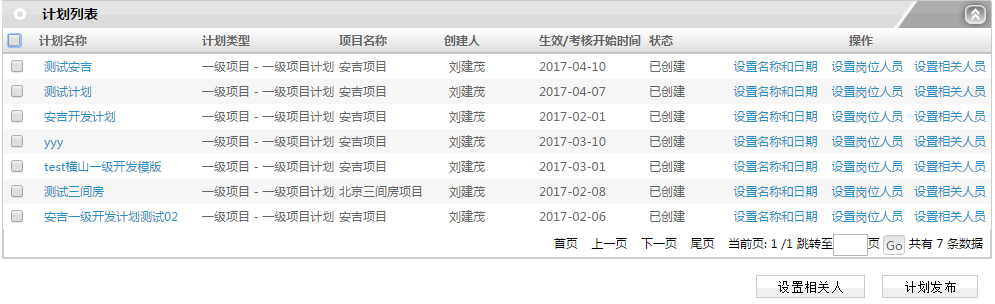 计划列表
计划名称 计划类型 项目名称 创建人 生效/考核开始时间 状态 操作
测试安吉 一级项目 - 一级项目计划 安吉项目 刘建茂 2017-04-10 已创建 设置名称和日期 设置岗位人员 设置相关人员
测试计划 一级项目 - 一级项目计划 安吉项目 刘建茂 2017-04-07 已创建 设置名称和日期 设置岗位人员 设置相关人员
安吉开发计划 一级项目 - 一级项目计划 安吉项目 刘建茂 2017-02-01 已创建 设置名称和日期 设置岗位人员 设置相关人员
yyy 一级项目 - 一级项目计划 安吉项目 刘建茂 2017-03-10 已创建 设置名称和日期 设置岗位人员 设置相关人员
test横山一级开发模版 一级项目 - 一级项目计划 安吉项目 刘建茂 2017-03-01 已创建 设置名称和日期 设置岗位人员 设置相关人员
测试三间房 一级项目 - 一级项目计划 北京三间房项目 刘建茂 2017-02-08 已创建 设置名称和日期 设置岗位人员 设置相关人员
安吉一级开发计划测试02 一级项目 - 一级项目计划 安吉项目 刘建茂 2017-02-06 已创建 设置名称和日期 设置岗位人员 设置相关人员
首页 上一页 下一页 尾页 当前页: 1 /1 跳转至 页 Go 共有 7 条数据
设置相关人 计划发布